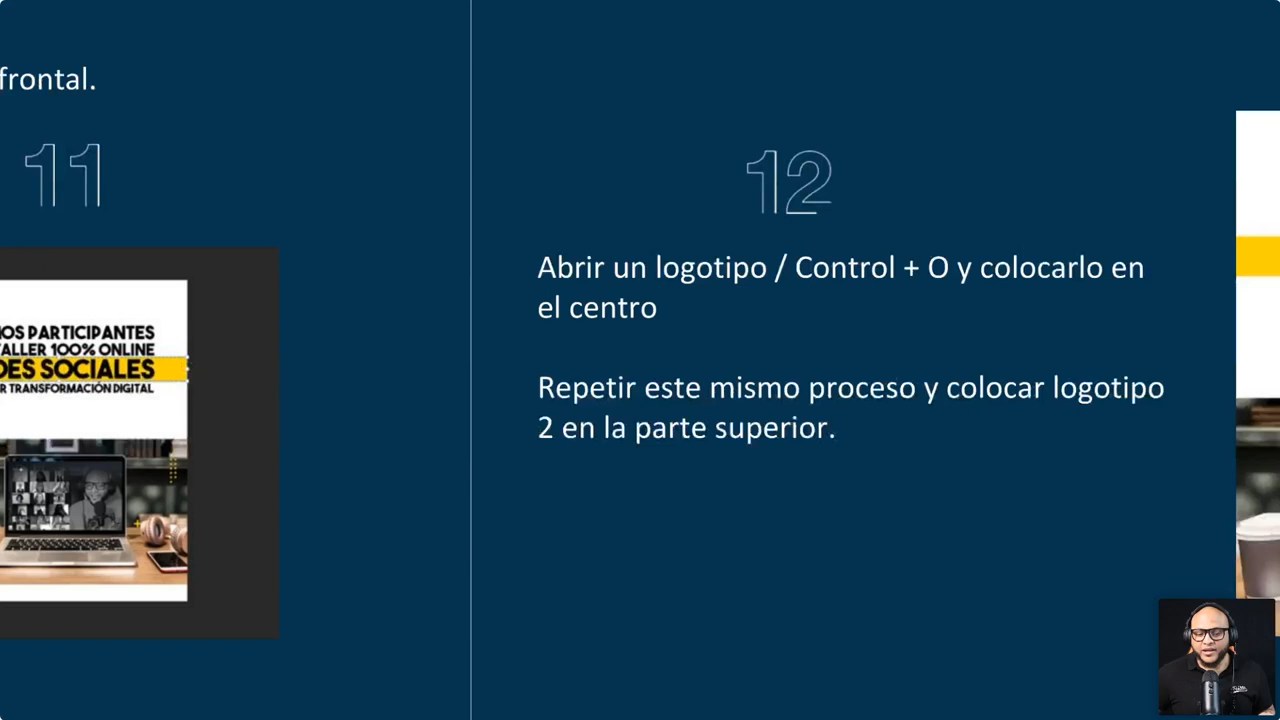 frontal.
11
OS PARTICIPANTES
TALLER 100% ONLINE
DES SOCIALES
R TRANSFORMACIÓN DIGITAL
12
Abrir un logotipo / Control + O y colocarlo en
el centro
Repetir este mismo proceso y colocar logotipo
2 en la parte superior.